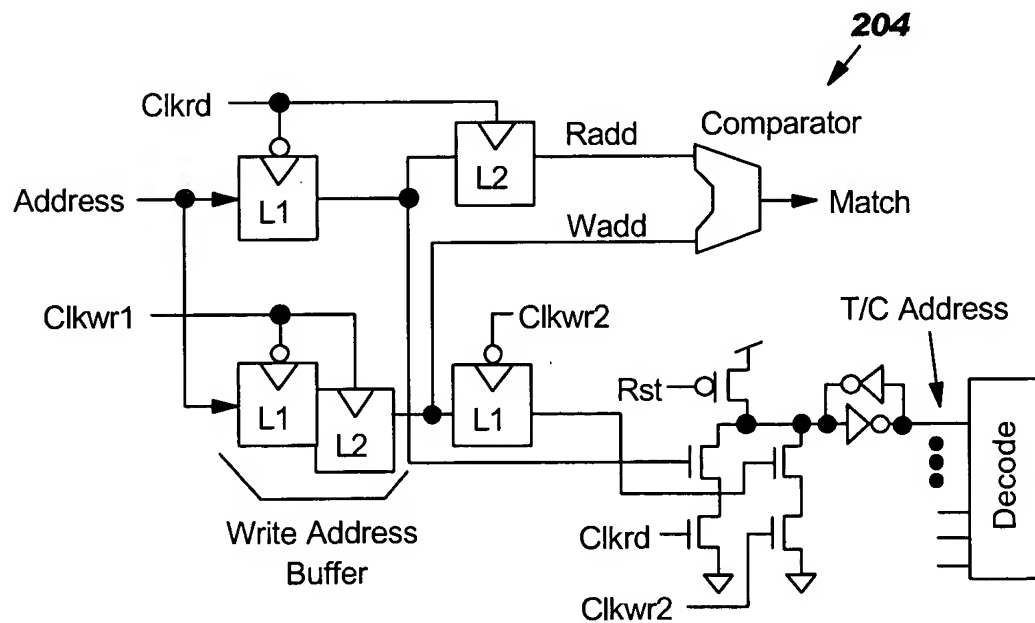 204
Clkrd
Comparator
Radd
L2
Address
L1
Match
Wadd
Clkwr1
Clkwr2
T/C Address
Rst
L1
L2
L1
Decode
Write Address
Buffer
Clkrd
Clkwr2